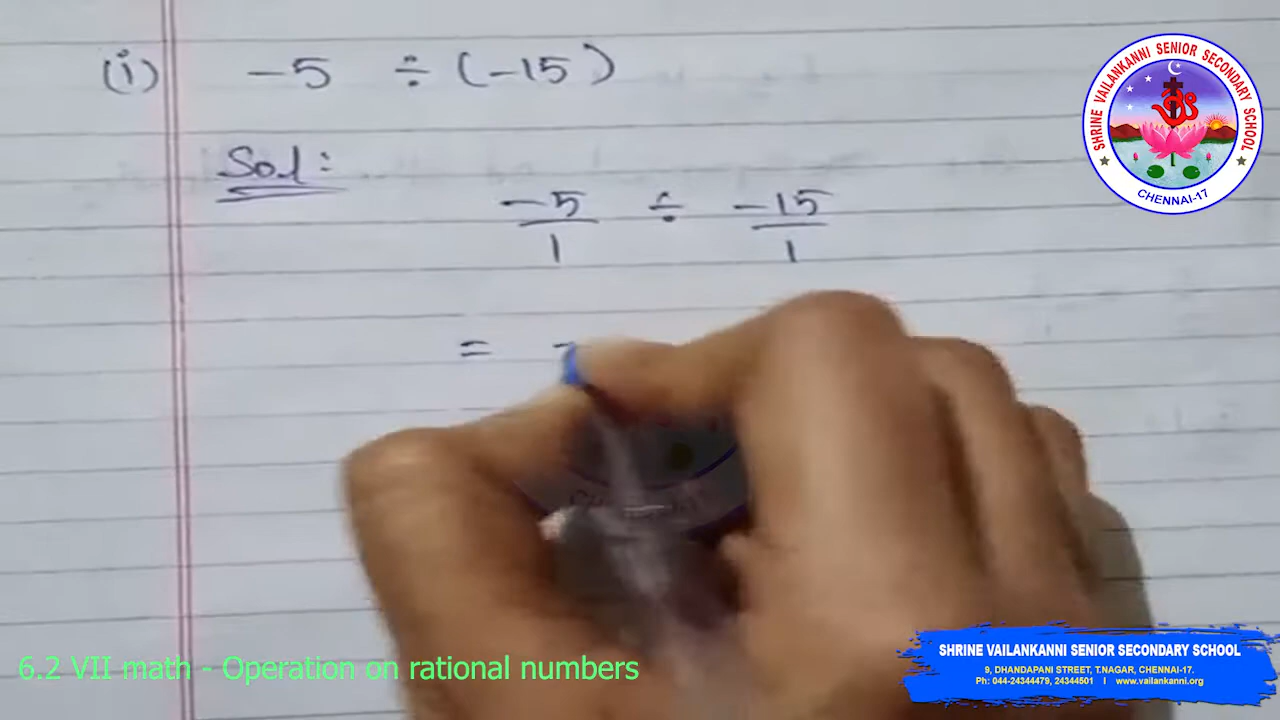 (i) -5 ÷ (-15)
Sol:
-5/1 ÷ -15/1
= -
SHRINE VAILANKANNI SENIOR SECONDARY SCHOOL
CHENNAI-17
6.2 VII math - Operation on rational numbers
SHRINE VAILANKANNI SENIOR SECONDARY SCHOOL
9, DHANDAPANI STREET, T.NAGAR, CHENNAI-17.
Ph: 044-24344479, 24344501 I www.vailankanni.org